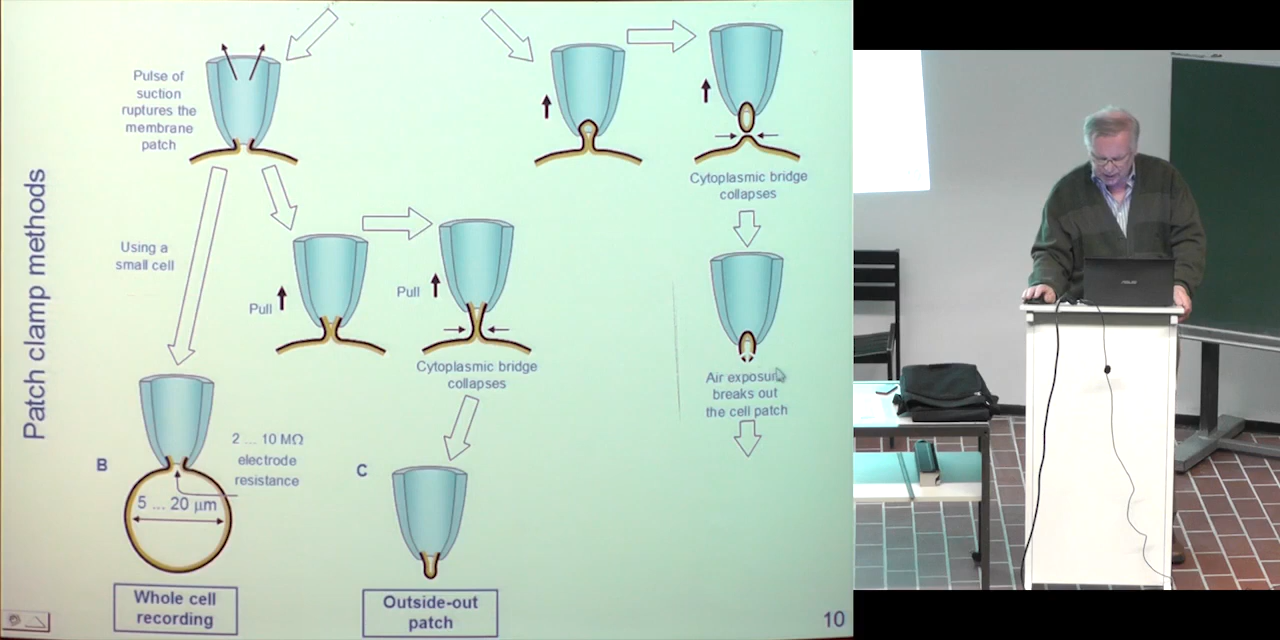 Patch clamp methods
Pulse of
suction
ruptures the
membrane
patch
Using a
small cell
Pull
Pull
Cytoplasmic bridge
collapses
Cytoplasmic bridge
collapses
Air exposure
breaks out
the cell patch
B
2 ... 10 MΩ
electrode
resistance
5 ... 20 μm
C
Whole cell
recording
Outside-out
patch
10
ASUS